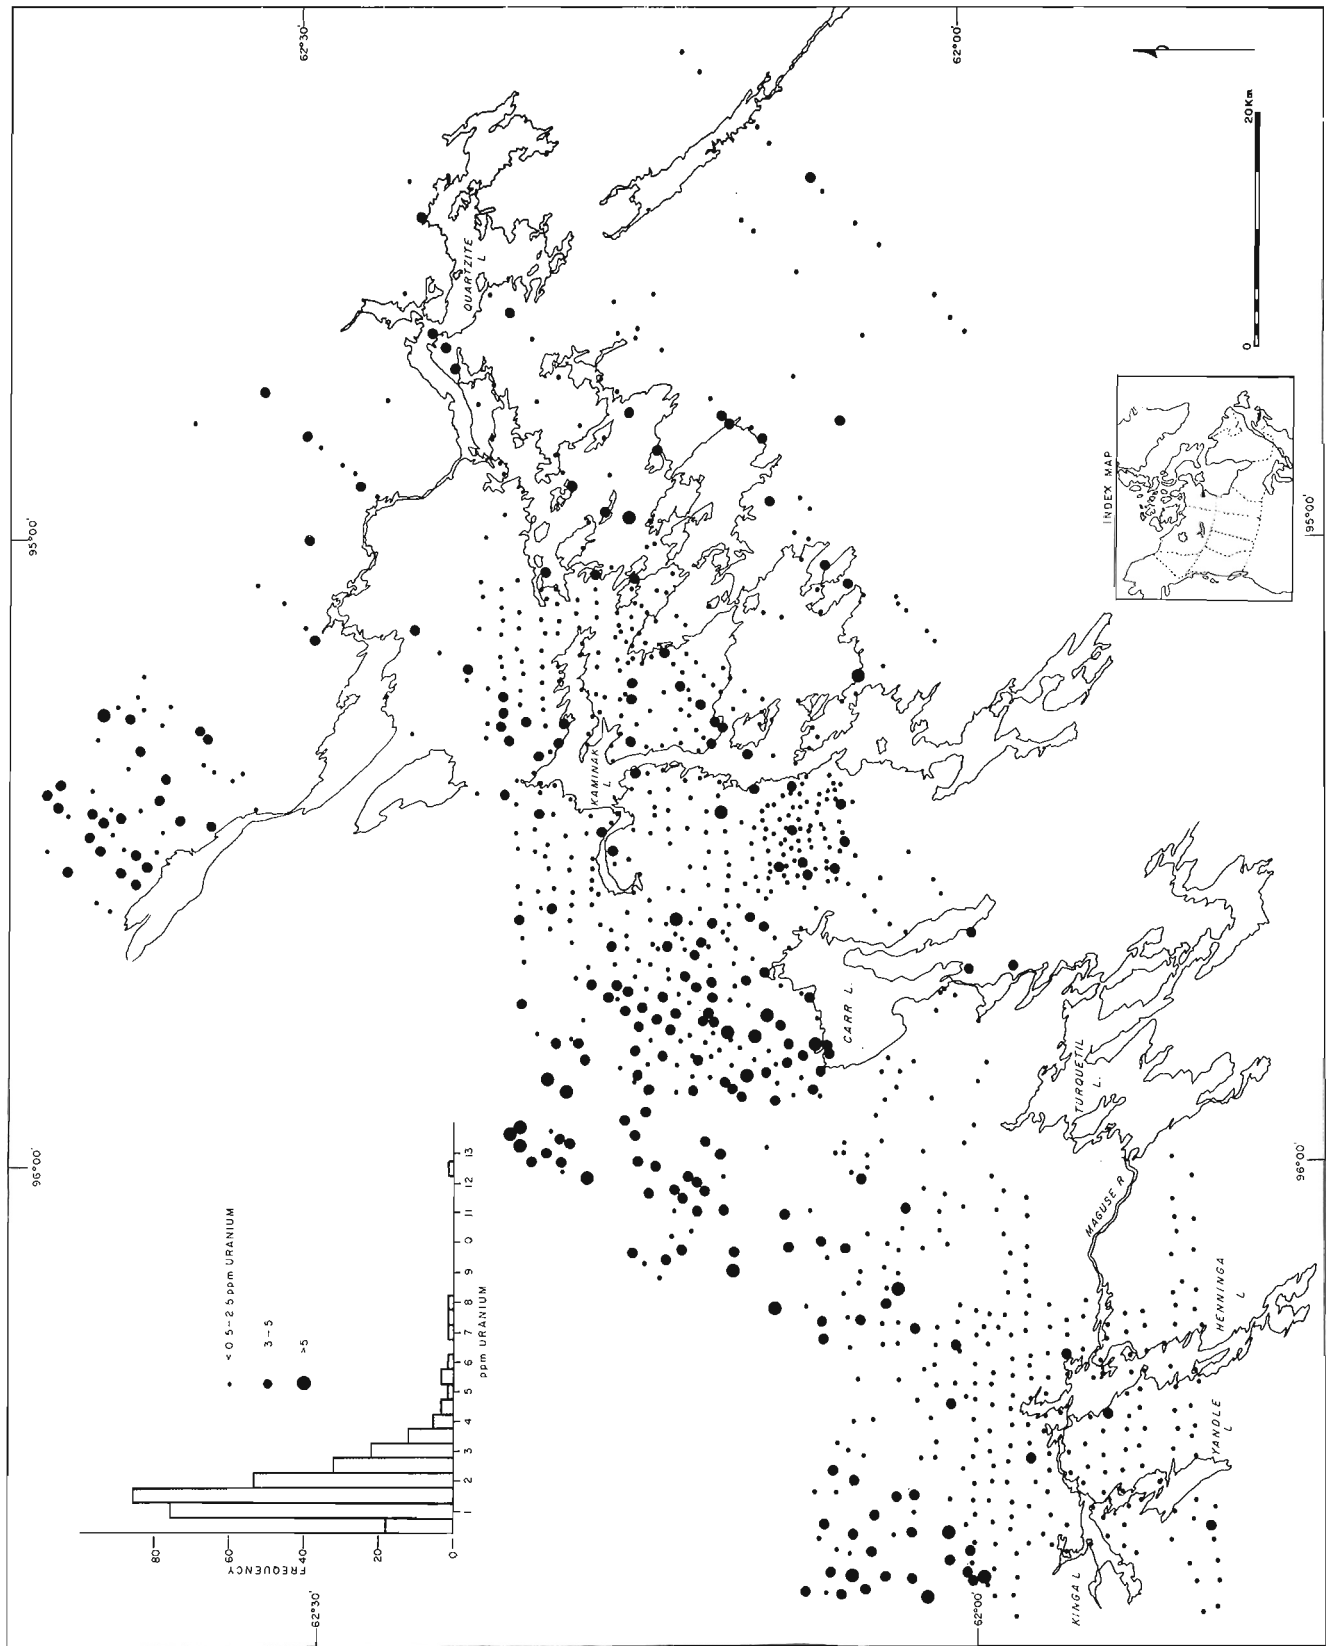 62°30'
62°00'
95°00'
QUARTZITE
L
20Km
0
INDEX MAP
95°00'
KAMINAK
L
CARR L.
TURQUETIL
L.
MAGUSE R
96°00'
96°00'
HENNINGA
L
YANDLE
L
KINGA L
62°30'
62°00'
<0 5-2 5 ppm URANIUM
3-5
>5
FREQUENCY
80
60
40
20
0
1 2 3 4 5 6 7 8 9 0 11 12 13
ppm URANIUM